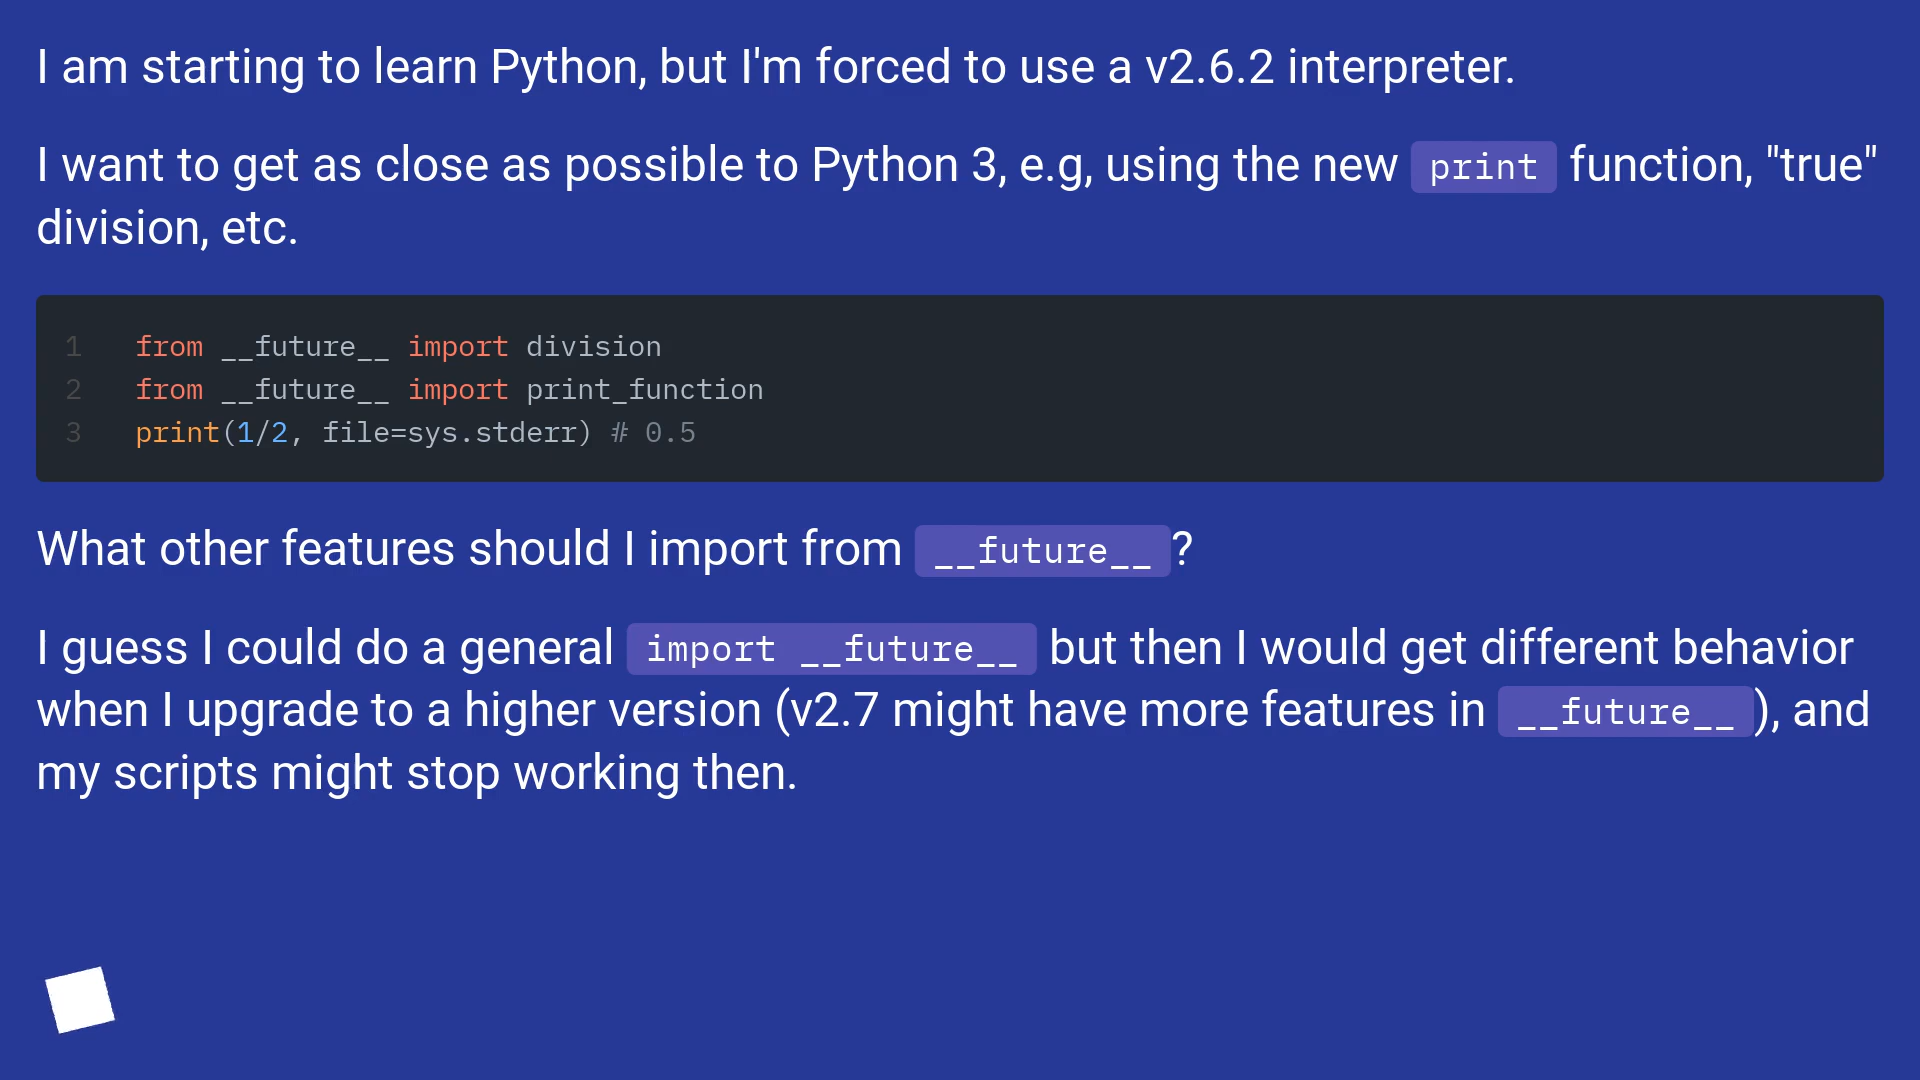 I am starting to learn Python, but I'm forced to use a v2.6.2 interpreter.
I want to get as close as possible to Python 3, e.g, using the new print function, "true"
division, etc.
1 from __future__ import division
2 from __future__ import print_function
3 print(1/2, file=sys.stderr) # 0.5
What other features should I import from __future__?
I guess I could do a general import __future__ but then I would get different behavior
when I upgrade to a higher version (v2.7 might have more features in __future__), and
my scripts might stop working then.